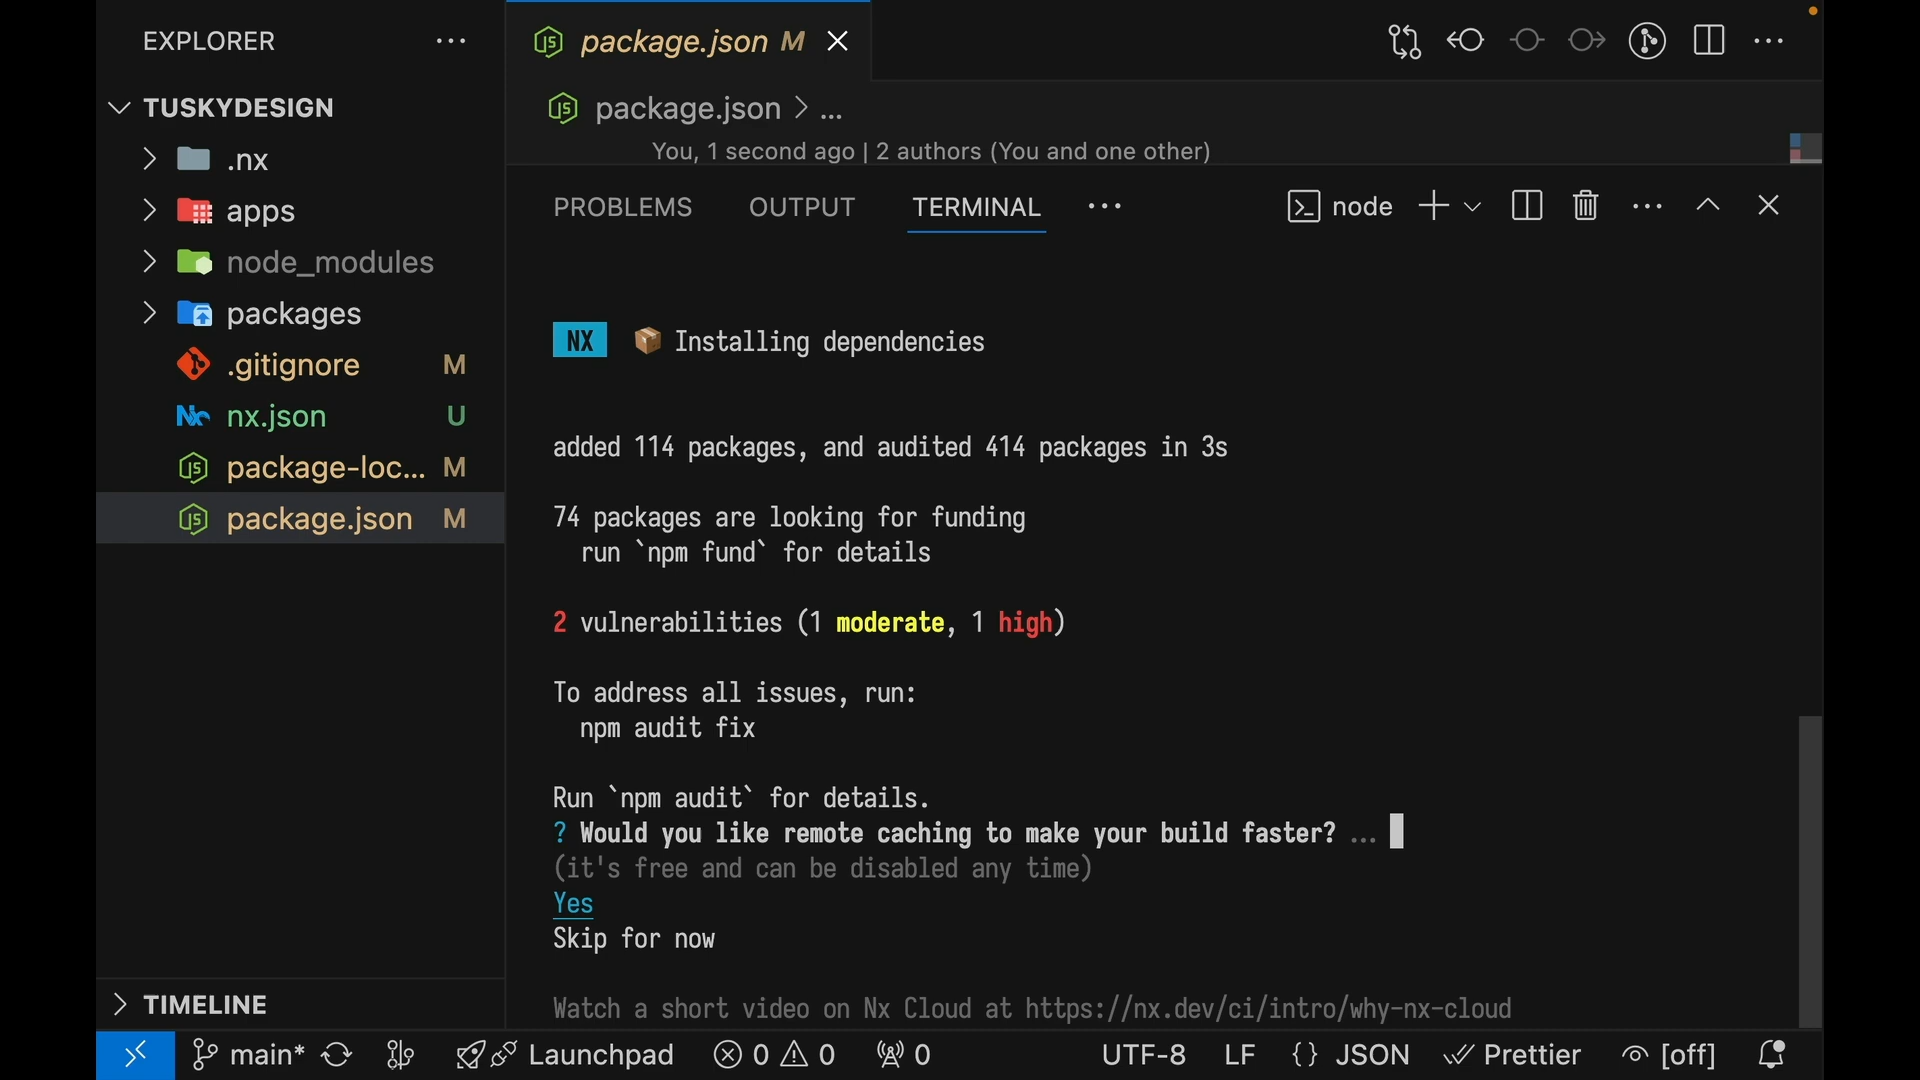 EXPLORER
TUSKYDESIGN
.nx
apps
node_modules
packages
.gitignore M
nx.json U
package-loc... M
package.json M
TIMELINE
package.json M
package.json > ...
You, 1 second ago | 2 authors (You and one other)
PROBLEMS OUTPUT TERMINAL node
NX Installing dependencies
added 114 packages, and audited 414 packages in 3s
74 packages are looking for funding
run `npm fund` for details
2 vulnerabilities (1 moderate, 1 high)
To address all issues, run:
npm audit fix
Run `npm audit` for details.
? Would you like remote caching to make your build faster? ...
(it's free and can be disabled any time)
Yes
Skip for now
Watch a short video on Nx Cloud at https://nx.dev/ci/intro/why-nx-cloud
main* Launchpad 0 0 0 UTF-8 LF {} JSON Prettier [off]